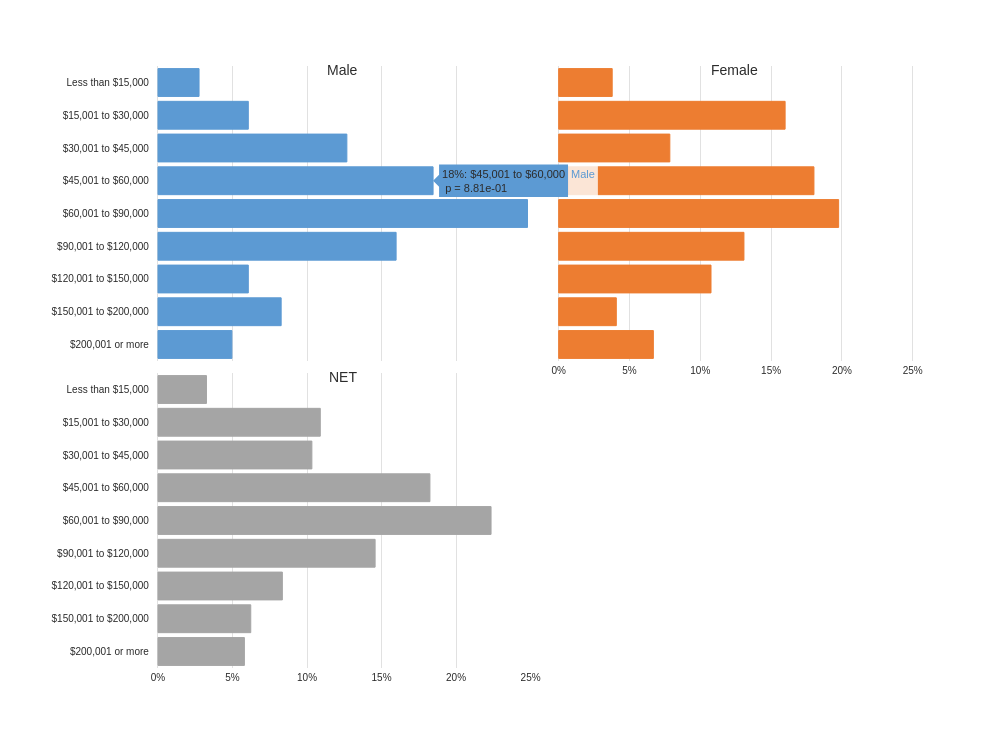 Male
Female
Less than $15,000
$15,001 to $30,000
$30,001 to $45,000
$45,001 to $60,000
18%: $45,001 to $60,000 Male
p = 8.81e-01
$60,001 to $90,000
$90,001 to $120,000
$120,001 to $150,000
$150,001 to $200,000
$200,001 or more
0% 5% 10% 15% 20% 25%
NET
Less than $15,000
$15,001 to $30,000
$30,001 to $45,000
$45,001 to $60,000
$60,001 to $90,000
$90,001 to $120,000
$120,001 to $150,000
$150,001 to $200,000
$200,001 or more
0% 5% 10% 15% 20% 25%